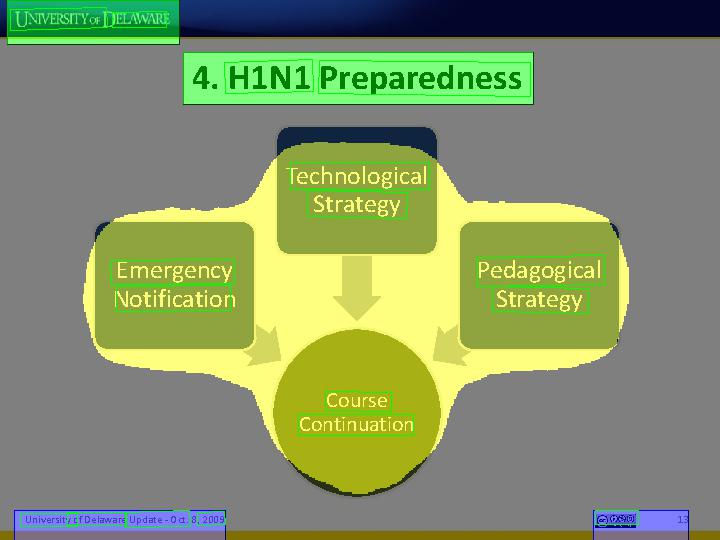 UNIVERSITY OF DELAWARE
4. H1N1 Preparedness
Technological
Strategy
Emergency
Notification
Pedagogical
Strategy
Course
Continuation
University of Delaware Update - Oct. 8, 2009
13